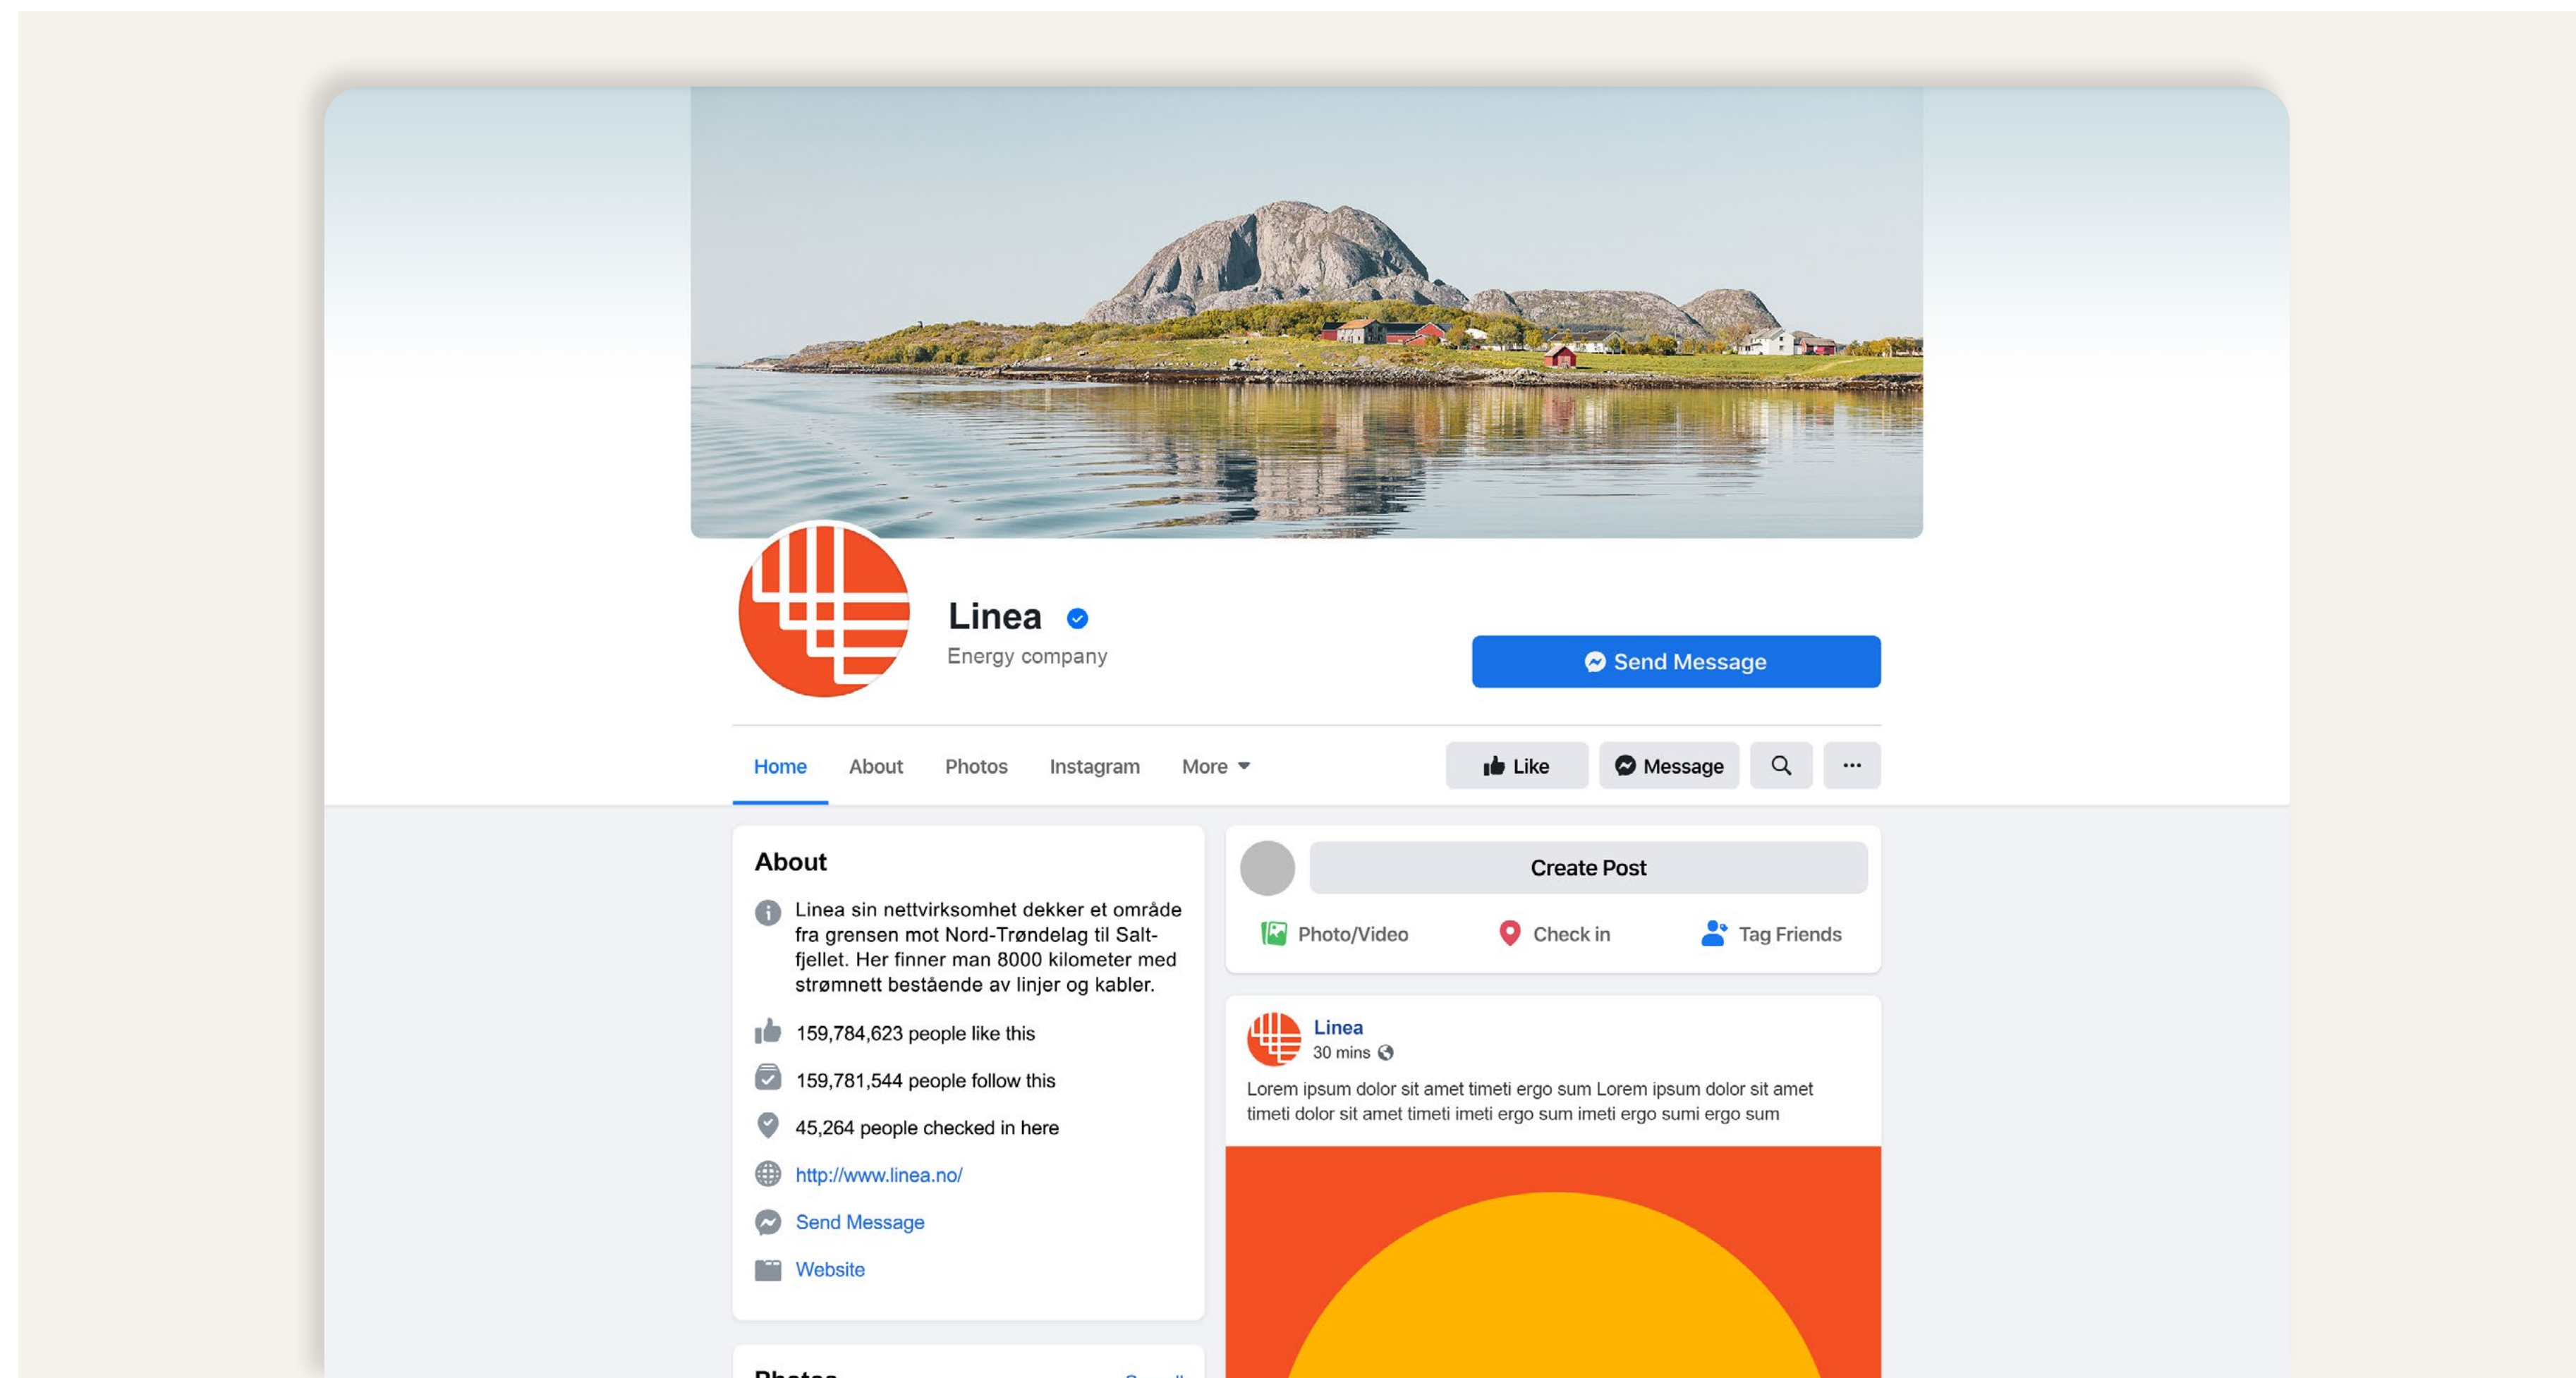 Linea
Energy company
Send Message
Home About Photos Instagram More
Like Message
About
Linea sin nettvirksomhet dekker et område
fra grensen mot Nord-Trøndelag til Salt-
fjellet. Her finner man 8000 kilometer med
strømnett bestående av linjer og kabler.
159,784,623 people like this
159,781,544 people follow this
45,264 people checked in here
http://www.linea.no/
Send Message
Website
Create Post
Photo/Video Check in Tag Friends
Linea
30 mins
Lorem ipsum dolor sit amet timeti ergo sum Lorem ipsum dolor sit amet
timeti dolor sit amet timeti imeti ergo sum imeti ergo sumi ergo sum